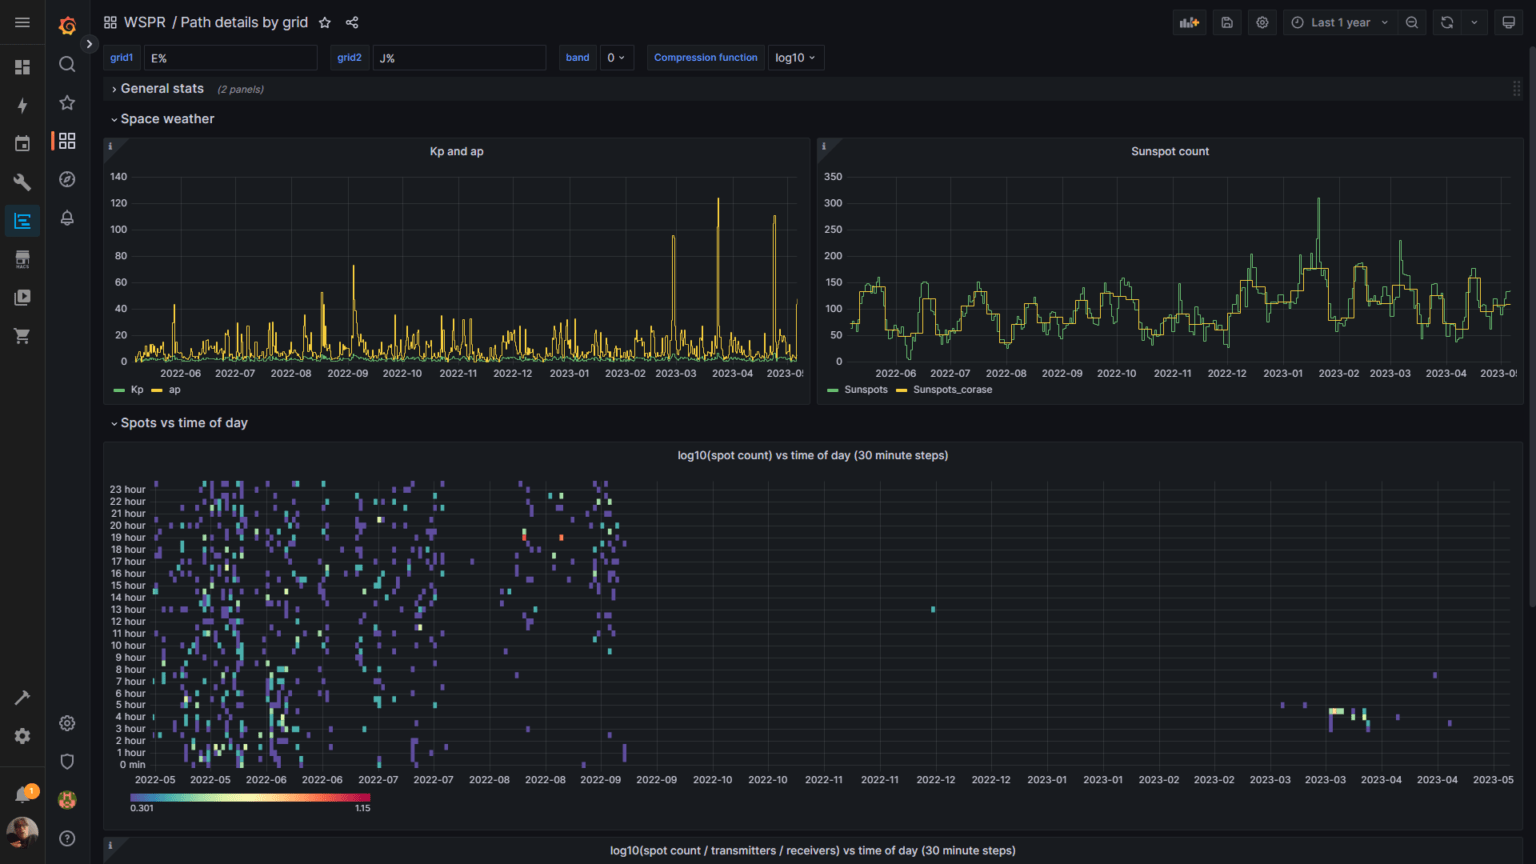 WSPR / Path details by grid
Last 1 year
grid1 E% grid2 J% band 0 Compression function log10
General stats (2 panels)
Space weather
Kp and ap
140
120
100
80
60
40
20
0
2022-06 2022-07 2022-08 2022-09 2022-10 2022-11 2022-12 2023-01 2023-02 2023-03 2023-04 2023-05
Kp ap
Sunspot count
350
300
250
200
150
100
50
0
2022-06 2022-07 2022-08 2022-09 2022-10 2022-11 2022-12 2023-01 2023-02 2023-03 2023-04 2023-0
Sunspots Sunspots_corase
HACS
Spots vs time of day
log10(spot count) vs time of day (30 minute steps)
23 hour
22 hour
21 hour
20 hour
19 hour
18 hour
17 hour
16 hour
15 hour
14 hour
13 hour
12 hour
11 hour
10 hour
9 hour
8 hour
7 hour
6 hour
5 hour
4 hour
3 hour
2 hour
1 hour
0 min
2022-05 2022-05 2022-06 2022-06 2022-07 2022-07 2022-08 2022-08 2022-09 2022-09 2022-10 2022-10 2022-11 2022-11 2022-12 2022-12 2023-01 2023-01 2023-02 2023-02 2023-03 2023-03 2023-04 2023-04 2023-05
0.301 1.15
1
log10(spot count / transmitters / receivers) vs time of day (30 minute steps)